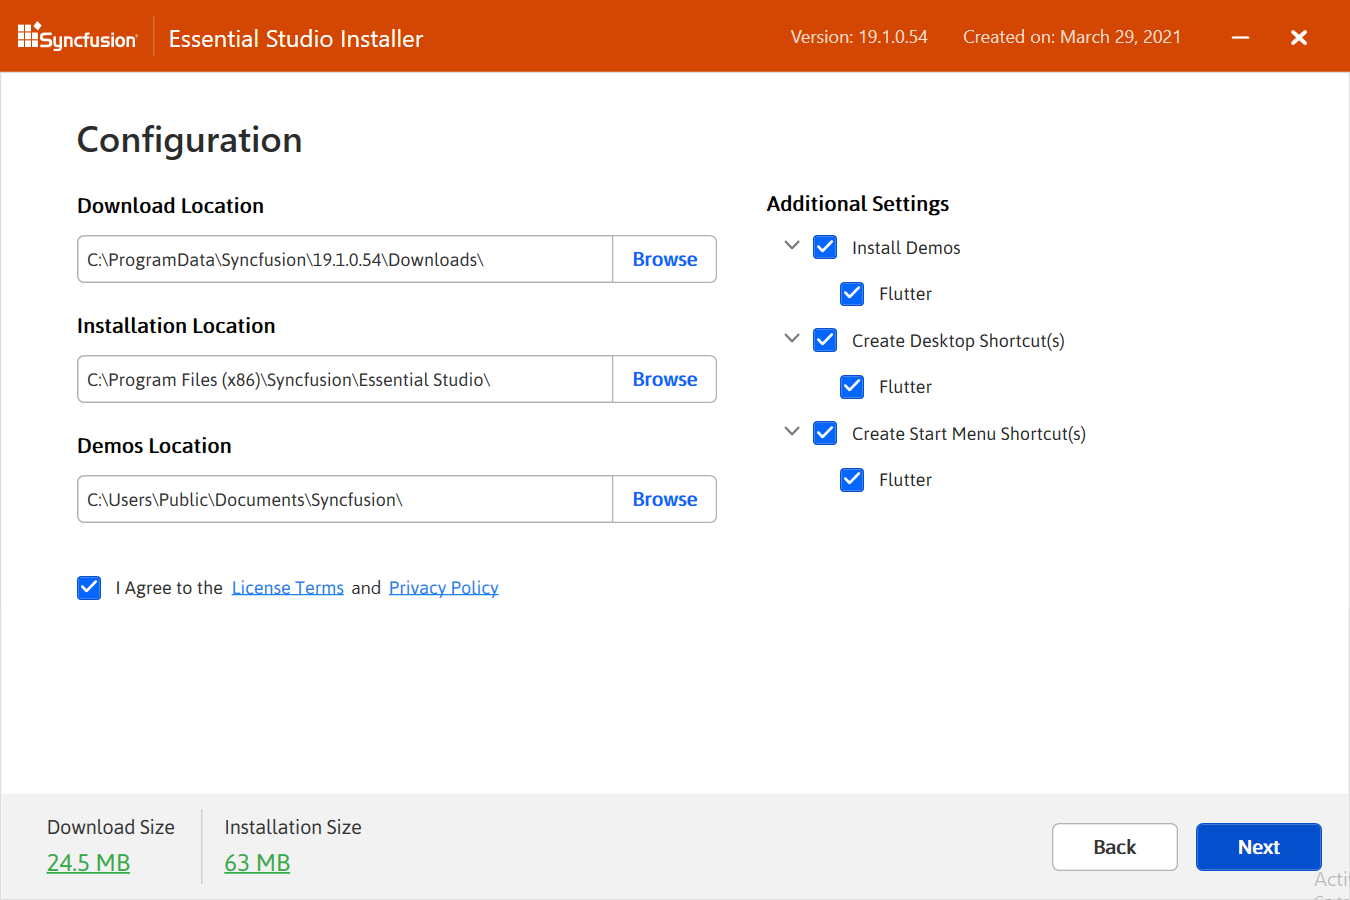 Syncfusion
Essential Studio Installer
Version: 19.1.0.54
Created on: March 29, 2021
Configuration
Download Location
C:\ProgramData\Syncfusion\19.1.0.54\Downloads\
Browse
Installation Location
C:\Program Files (x86)\Syncfusion\Essential Studio\
Browse
Demos Location
C:\Users\Public\Documents\Syncfusion\
Browse
I Agree to the License Terms and Privacy Policy
Additional Settings
Install Demos
Flutter
Create Desktop Shortcut(s)
Flutter
Create Start Menu Shortcut(s)
Flutter
Download Size
24.5 MB
Installation Size
63 MB
Back
Next
Acti